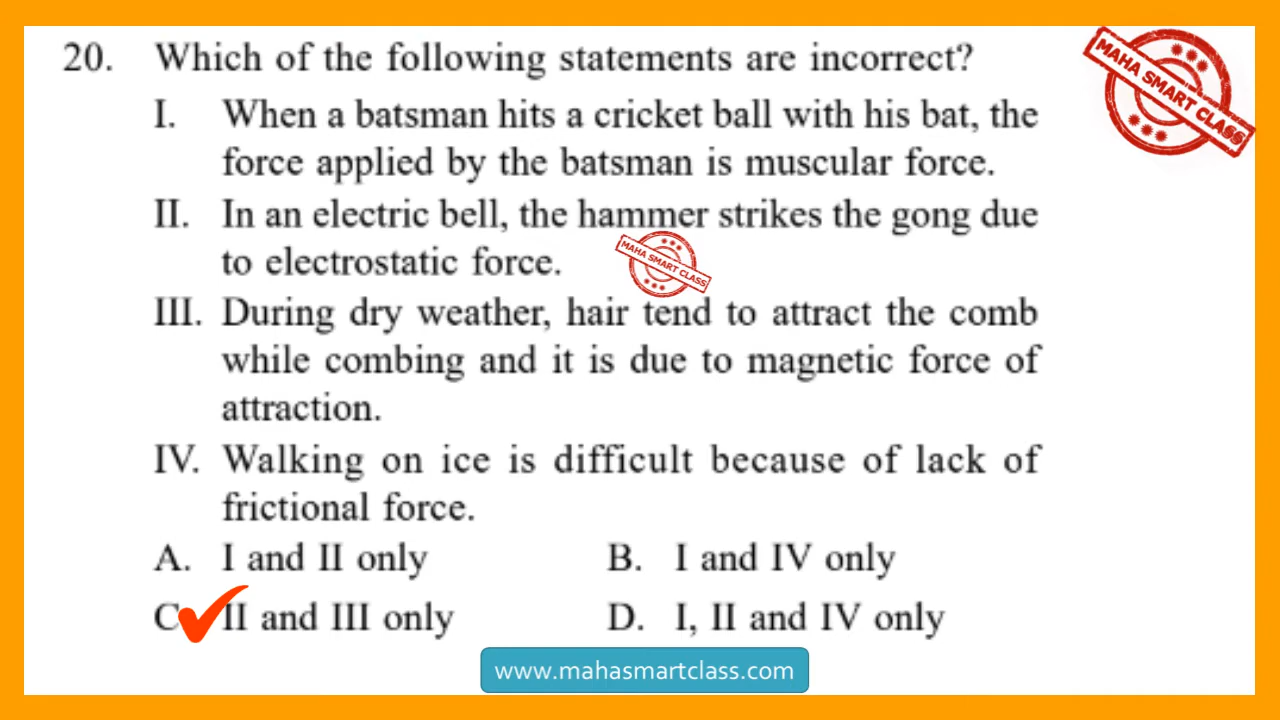 20. Which of the following statements are incorrect?
I. When a batsman hits a cricket ball with his bat, the
force applied by the batsman is muscular force.
II. In an electric bell, the hammer strikes the gong due
to electrostatic force.
III. During dry weather, hair tend to attract the comb
while combing and it is due to magnetic force of
attraction.
IV. Walking on ice is difficult because of lack of
frictional force.
A. I and II only B. I and IV only
C. II and III only D. I, II and IV only
www.mahasmartclass.com
MAHA SMART CLASS
MAHA SMART CLASS